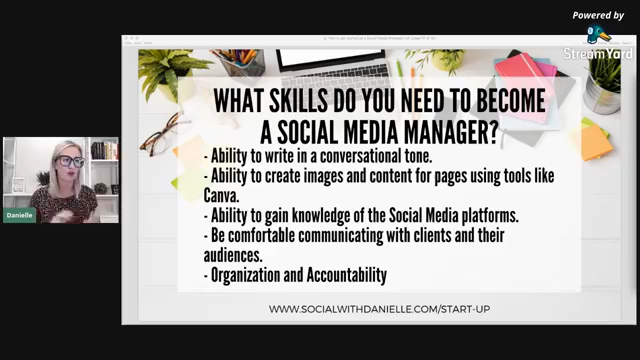 Powered by
StreamYard
WHAT SKILLS DO YOU NEED TO BECOME
A SOCIAL MEDIA MANAGER?
- Ability to write in a conversational tone.
- Ability to create images and content for pages using tools like
Canva.
- Ability to gain knowledge of the Social Media platforms.
- Be comfortable communicating with clients and their
audiences.
- Organization and Accountability
WWW.SOCIALWITHDANIELLE.COM/START-UP
Danielle